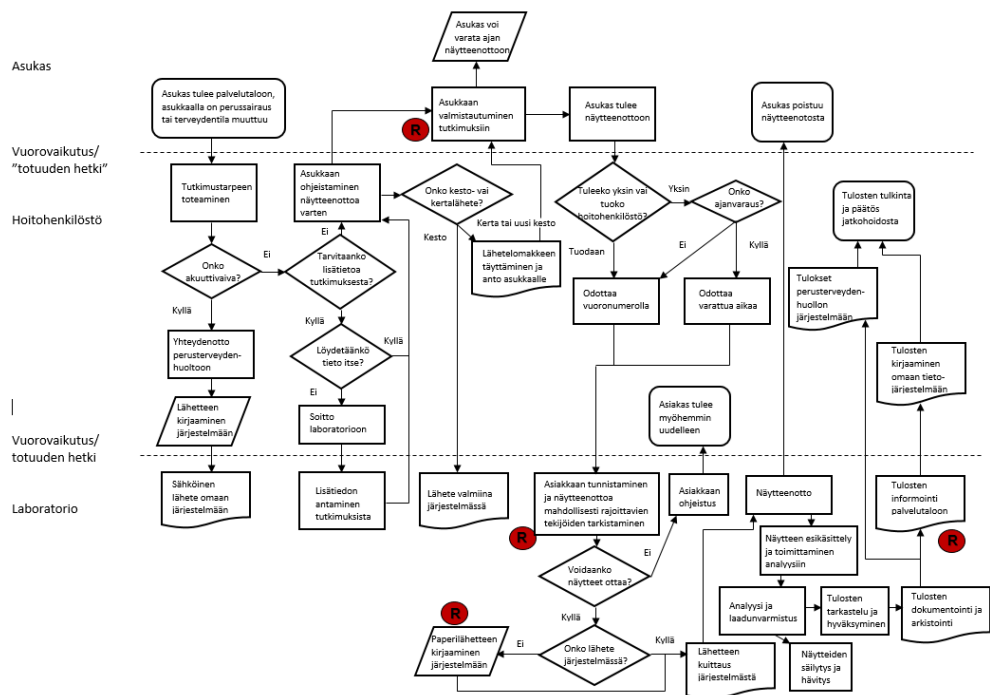 Asukas
Asukas tulee palvelutaloon,
asukkaalla on perussairaus
tai terveydentila muuttuu
Asukas voi
varata ajan
näytteenottoon
R
Asukkaan
valmistautuminen
tutkimuksiin
Asukas tulee
näytteenottoon
Asukas poistuu
näytteenotosta
Vuorovaikutus/
”totuuden hetki”
Hoitohenkilöstö
Tutkimustarpeen
toteaminen
Asukkaan
ohjeistaminen
näytteenottoa
varten
Onko kesto- vai
kertalähete?
Kesto
Kerta tai uusi kesto
Lähetelomakkeen
täyttäminen ja
anto asukkaalle
Tuleeko yksin vai
tuoko
hoitohenkilöstö?
Yksin
Tuodaan
Onko
ajanvaraus?
Ei
Kyllä
Odottaa
vuoronumerolla
Odottaa
varattua aikaa
Tulosten tulkinta
ja päätös
jatkohoidosta
Tulokset
perusterveyden-
huollon
järjestelmään
Tulosten
kirjaaminen
omaan tieto-
järjestelmään
Onko
akuuttivaiva?
Ei
Kyllä
Tarvitaanko
lisätietoa
tutkimuksesta?
Ei
Kyllä
Yhteydenotto
perusterveyden-
huoltoon
Löydetäänkö
tieto itse?
Kyllä
Ei
Lähetteen
kirjaaminen
järjestelmään
Soitto
laboratorioon
Asiakas tulee
myöhemmin
uudelleen
Vuorovaikutus/
totuuden hetki
Laboratorio
Sähköinen
lähete omaan
järjestelmään
Lisätiedon
antaminen
tutkimuksista
Lähete valmiina
järjestelmässä
Asiakkaan tunnistaminen
ja näytteenottoa
mahdollisesti rajoittavien
tekijöiden tarkistaminen
R
Asiakkaan
ohjeistus
Näytteenotto
Tulosten
informointi
palvelutaloon
R
Voidaanko
näytteet ottaa?
Ei
Kyllä
Näytteen esikäsittely
ja toimittaminen
analyysiin
Analyysi ja
laadunvarmistus
Tulosten
tarkastelu ja
hyväksyminen
Tulosten
dokumentointi ja
arkistointi
R
Paperilähetteen
kirjaaminen
järjestelmään
Ei
Onko lähete
järjestelmässä?
Kyllä
Lähetteen
kuittaus
järjestelmästä
Näytteiden
säilytys ja
hävitys